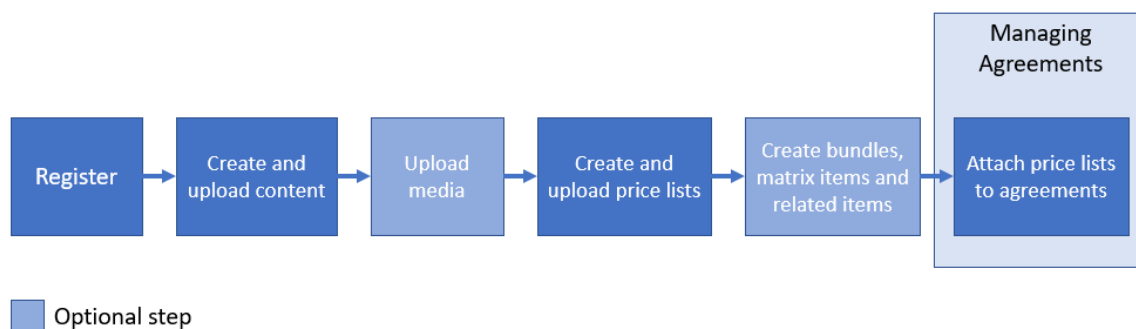 Managing
Agreements
Register
Create and
upload content
Upload
media
Create and
upload price lists
Create bundles,
matrix items and
related items
Attach price lists
to agreements
Optional step